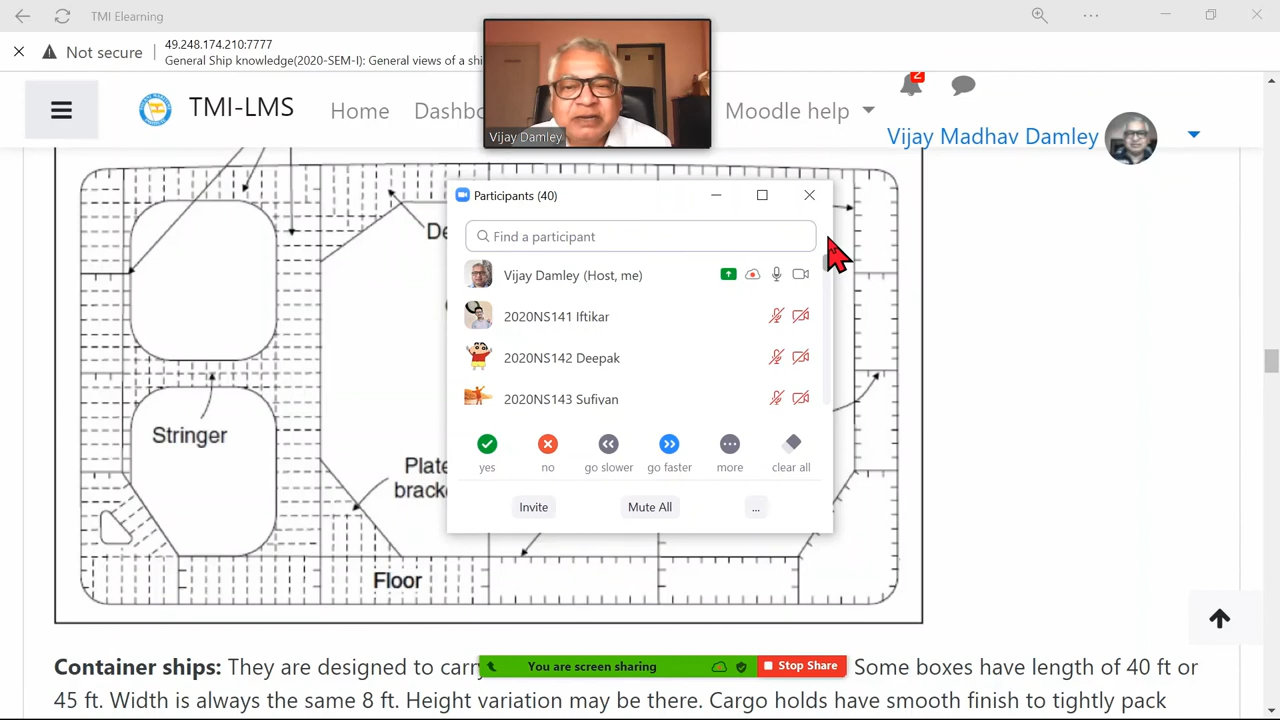 TMI Elearning
Not secure
49.248.174.210:7777
General Ship knowledge(2020-SEM-I): General views of a shi
TMI-LMS
Home
Dashbo
Moodle help
2
Vijay Madhav Damley
Vijay Damley
Participants (40)
Find a participant
Vijay Damley (Host, me)
2020NS141 Iftikar
2020NS142 Deepak
2020NS143 Sufivan
yes
no
go slower
go faster
more
clear all
Invite
Mute All
...
De
Stringer
Plate
brack
Floor
You are screen sharing
Stop Share
Container ships: They are designed to carry Some boxes have length of 40 ft or
45 ft. Width is always the same 8 ft. Height variation may be there. Cargo holds have smooth finish to tightly pack